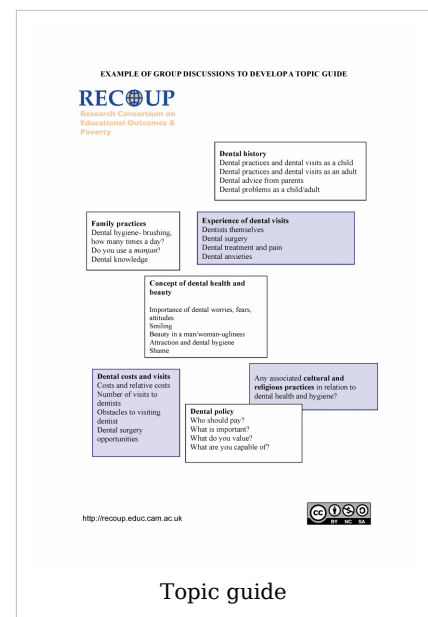 EXAMPLE OF GROUP DISCUSSIONS TO DEVELOP A TOPIC GUIDE
RECOUP
Research Consortium on
Educational Outcomes &
Poverty
Dental history
Dental practices and dental visits as a child
Dental practices and dental visits as an adult
Dental advice from parents
Dental problems as a child/adult
Family practices
Dental hygiene- brushing,
how many times a day?
Do you use a manjan?
Dental knowledge
Experience of dental visits
Dentists themselves
Dental surgery
Dental treatment and pain
Dental anxieties
Concept of dental health and
beauty
Importance of dental worries, fears,
attitudes
Smiling
Beauty in a man/woman-ugliness
Attraction and dental hygiene
Shame
Dental costs and visits
Costs and relative costs
Number of visits to
dentists
Obstacles to visiting
dentist
Dental surgery
opportunities
Any associated cultural and
religious practices in relation to
dental health and hygiene?
Dental policy
Who should pay?
What is important?
What do you value?
What are you capable of?
http://recoup.educ.cam.ac.uk
cc
BY NC SA
Topic guide